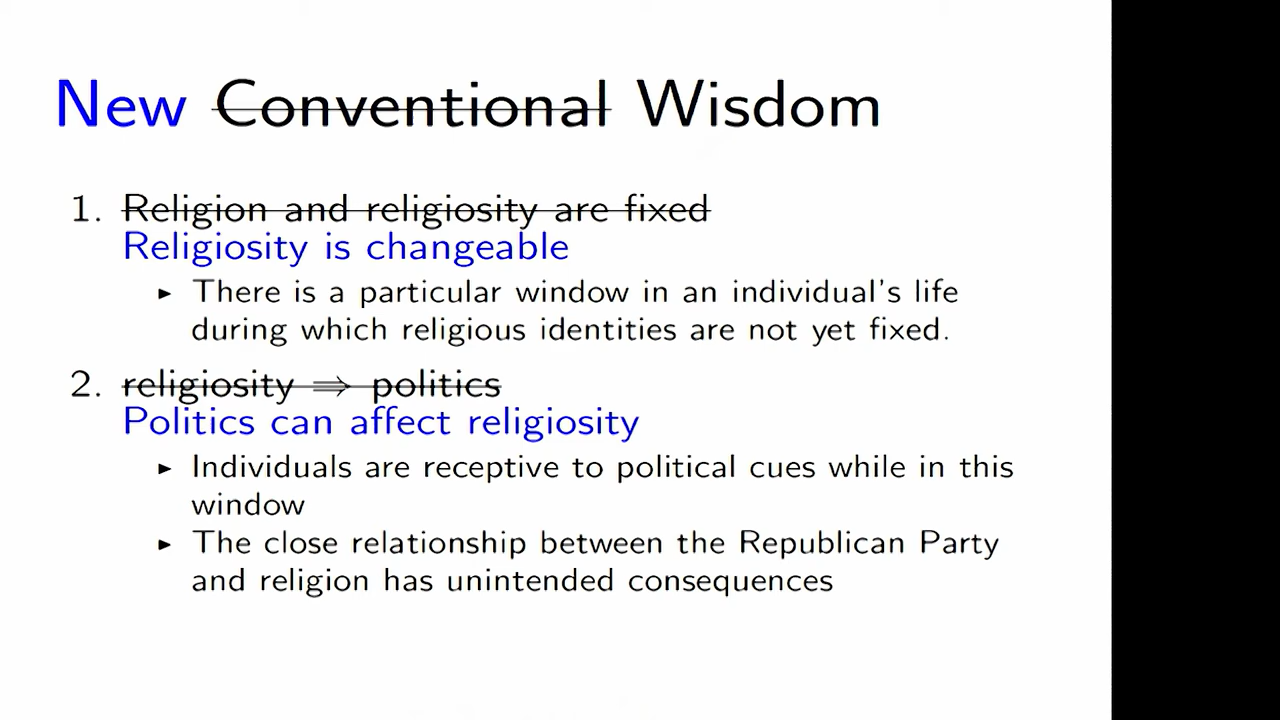 New Conventional Wisdom
1. Religion and religiosity are fixed
Religiosity is changeable
▸ There is a particular window in an individual's life
during which religious identities are not yet fixed.
2. religiosity ⇒ politics
Politics can affect religiosity
▸ Individuals are receptive to political cues while in this
window
▸ The close relationship between the Republican Party
and religion has unintended consequences